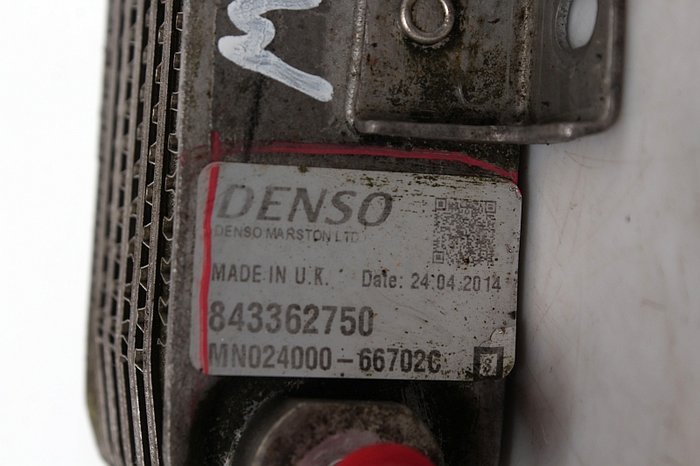 DENSO
DENSO MARSTON LTD
MADE IN U.K. Date: 24.04.2014
843362750
MN024000-66702C